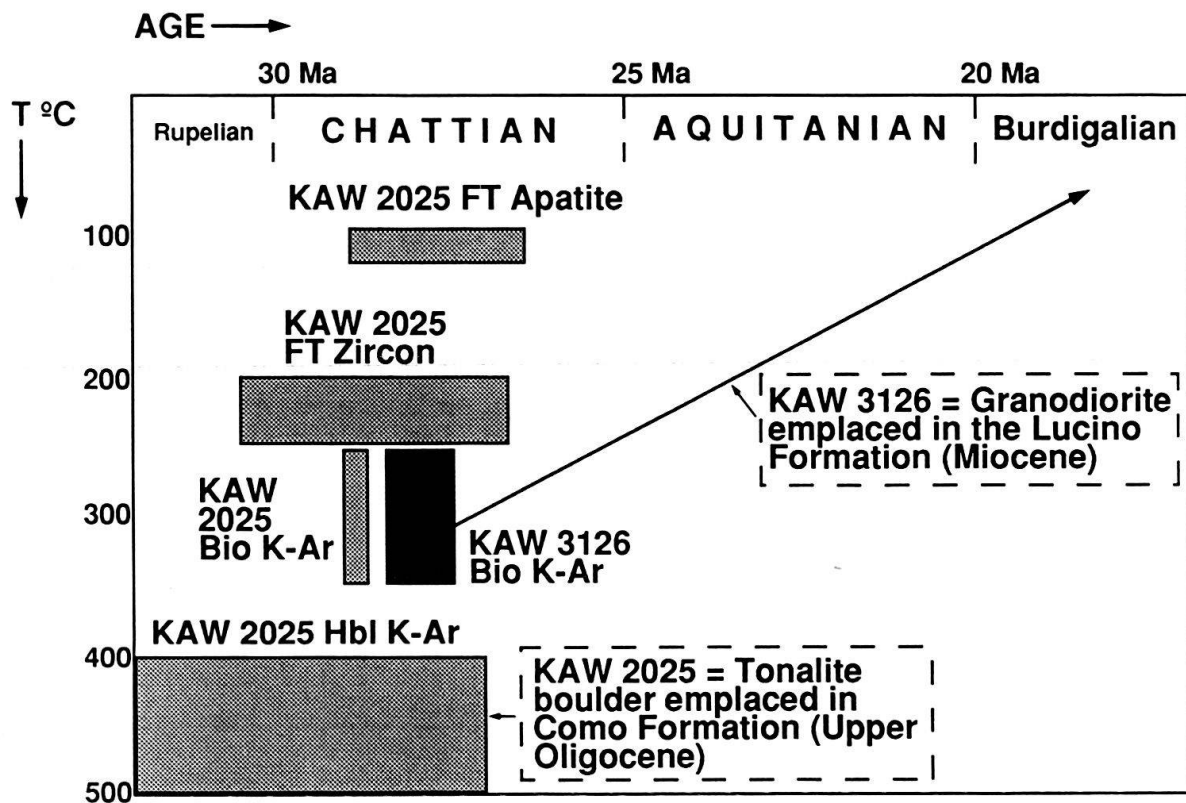 AGE
30 Ma 25 Ma 20 Ma
T ºC
Rupelian CHATTIAN AQUITANIAN Burdigalian
KAW 2025 FT Apatite
100
KAW 2025
FT Zircon
200
KAW 3126 = Granodiorite
emplaced in the Lucino
Formation (Miocene)
KAW
2025
Bio K-Ar
300
KAW 3126
Bio K-Ar
KAW 2025 Hbl K-Ar
400
KAW 2025 = Tonalite
boulder emplaced in
Como Formation (Upper
Oligocene)
500